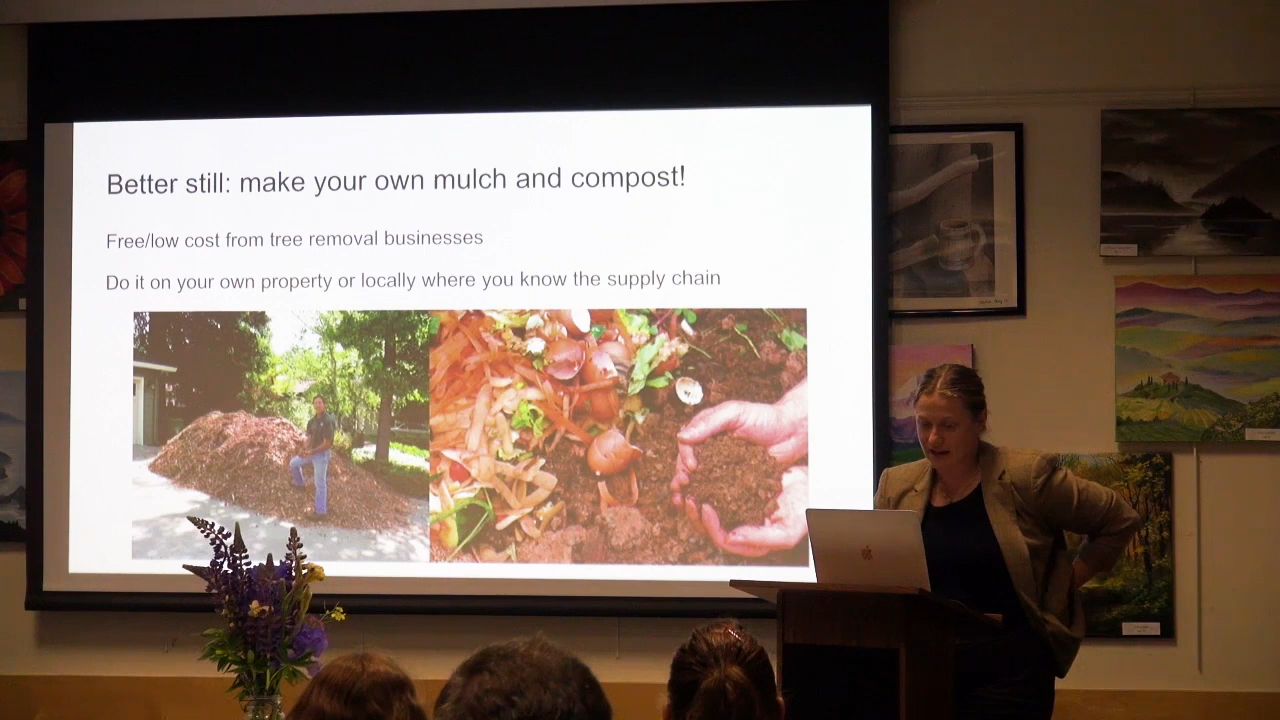 Better still: make your own mulch and compost!
Free/low cost from tree removal businesses
Do it on your own property or locally where you know the supply chain